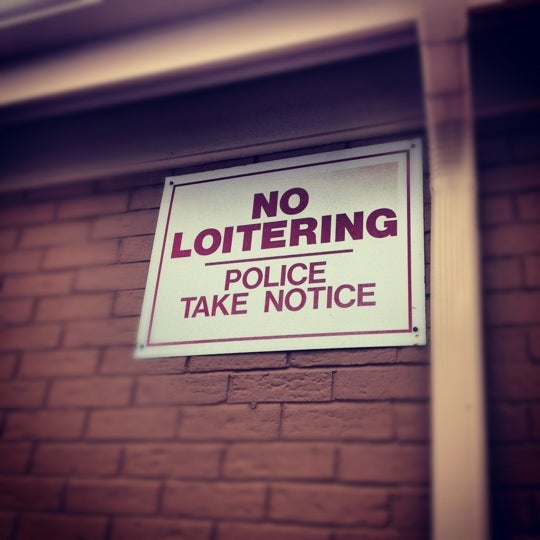 NO
LOITERING
POLICE
TAKE NOTICE